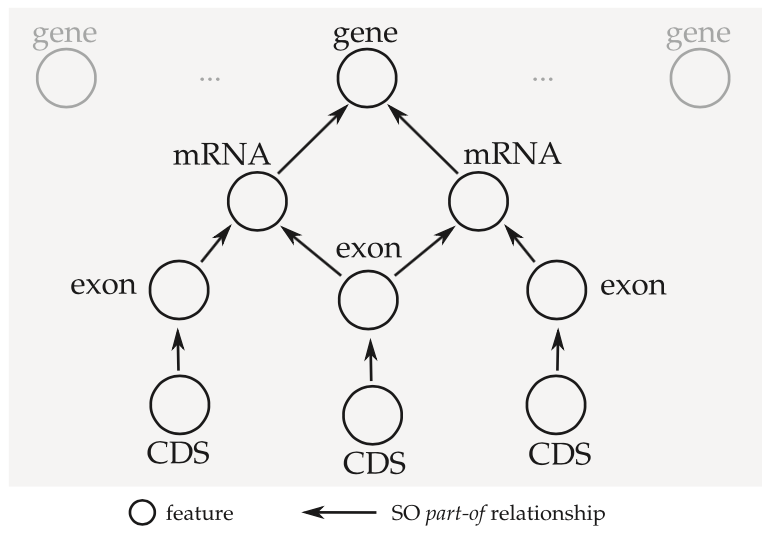 gene gene gene
... ...
mRNA mRNA
exon
exon exon
CDS CDS CDS
feature SO part-of relationship